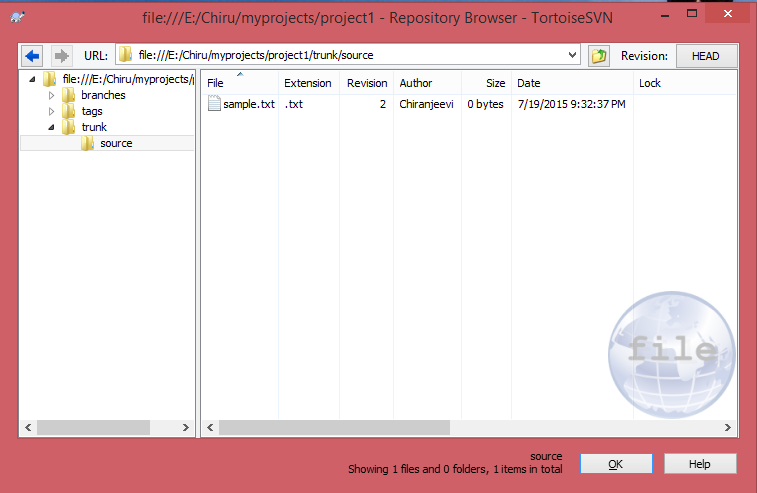 file:///E:/Chiru/myprojects/project1 - Repository Browser - TortoiseSVN
URL: file:///E:/Chiru/myprojects/project1/trunk/source Revision: HEAD
file:///E:/Chiru/myprojects/p
branches
tags
trunk
source
File Extension Revision Author Size Date Lock
sample.txt .txt 2 Chiranjeevi 0 bytes 7/19/2015 9:32:37 PM
file
source
Showing 1 files and 0 folders, 1 items in total
OK Help